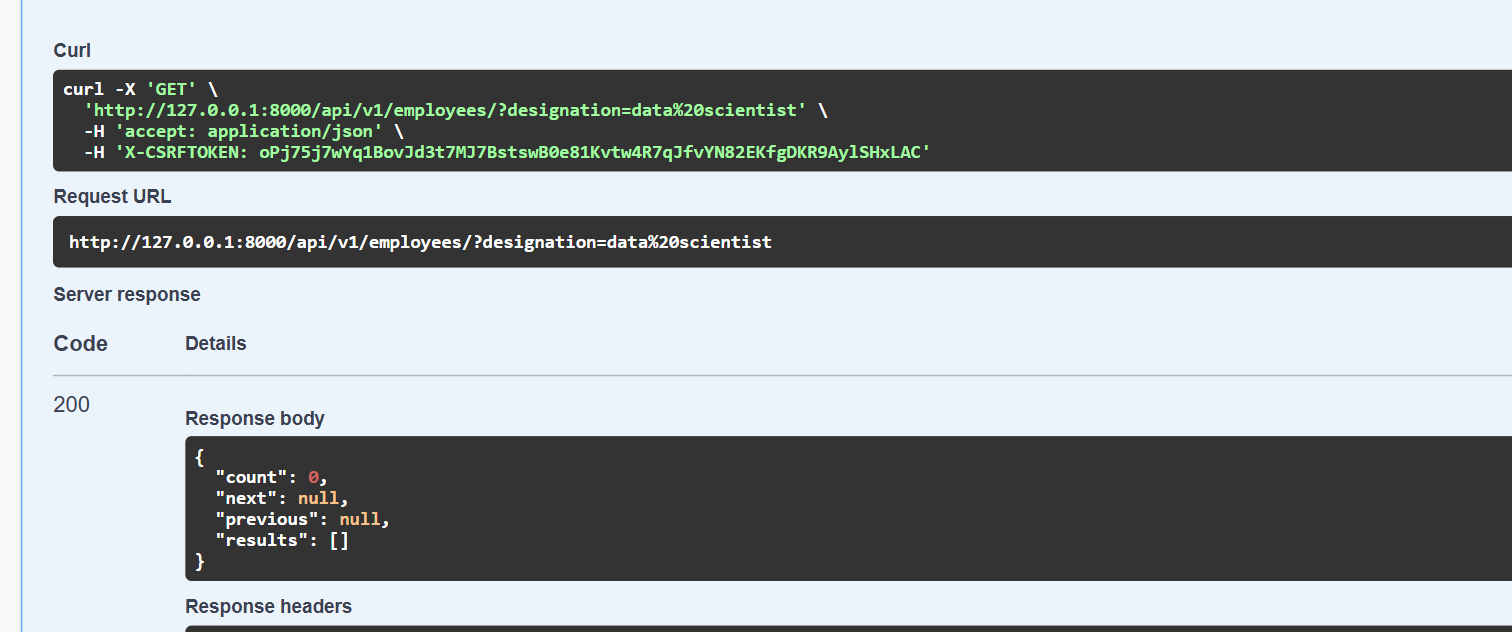 Curl
curl -X 'GET' \
  'http://127.0.0.1:8000/api/v1/employees/?designation=data%20scientist' \
  -H 'accept: application/json' \
  -H 'X-CSRFTOKEN: oPj75j7wYq1BovJd3t7MJ7BstswB0e81Kvtw4R7qJfvYN82EKfgDKR9AylSHxLAC'
Request URL
http://127.0.0.1:8000/api/v1/employees/?designation=data%20scientist
Server response
Code Details
200
Response body
{
  "count": 0,
  "next": null,
  "previous": null,
  "results": []
}
Response headers